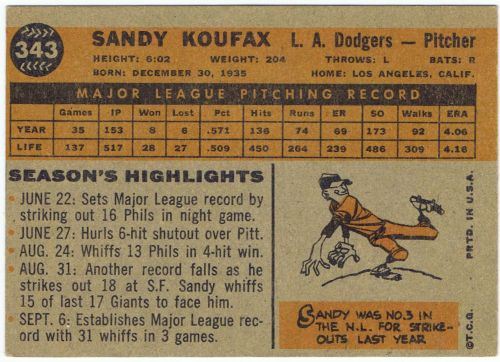 343
SANDY KOUFAX L. A. Dodgers — Pitcher
HEIGHT: 6:02 WEIGHT: 204 THROWS: L BATS: R
BORN: DECEMBER 30, 1935 HOME: LOS ANGELES, CALIF.
MAJOR LEAGUE PITCHING RECORD
Games IP Won Lost Pct. Hits Runs ER SO Walks ERA
YEAR 35 153 8 6 .571 136 74 69 173 92 4.06
LIFE 137 517 28 27 .509 450 264 239 486 309 4.16
SEASON'S HIGHLIGHTS
• JUNE 22: Sets Major League record by
striking out 16 Phils in night game.
• JUNE 27: Hurls 6-hit shutout over Pitt.
• AUG. 24: Whiffs 13 Phils in 4-hit win.
• AUG. 31: Another record falls as he
strikes out 18 at S.F. Sandy whiffs
15 of last 17 Giants to face him.
• SEPT. 6: Establishes Major League rec-
ord with 31 whiffs in 3 games.
SANDY WAS NO.3 IN
THE N.L. FOR STRIKE-
OUTS LAST YEAR
©T.C.G. PRTD. IN U.S.A.